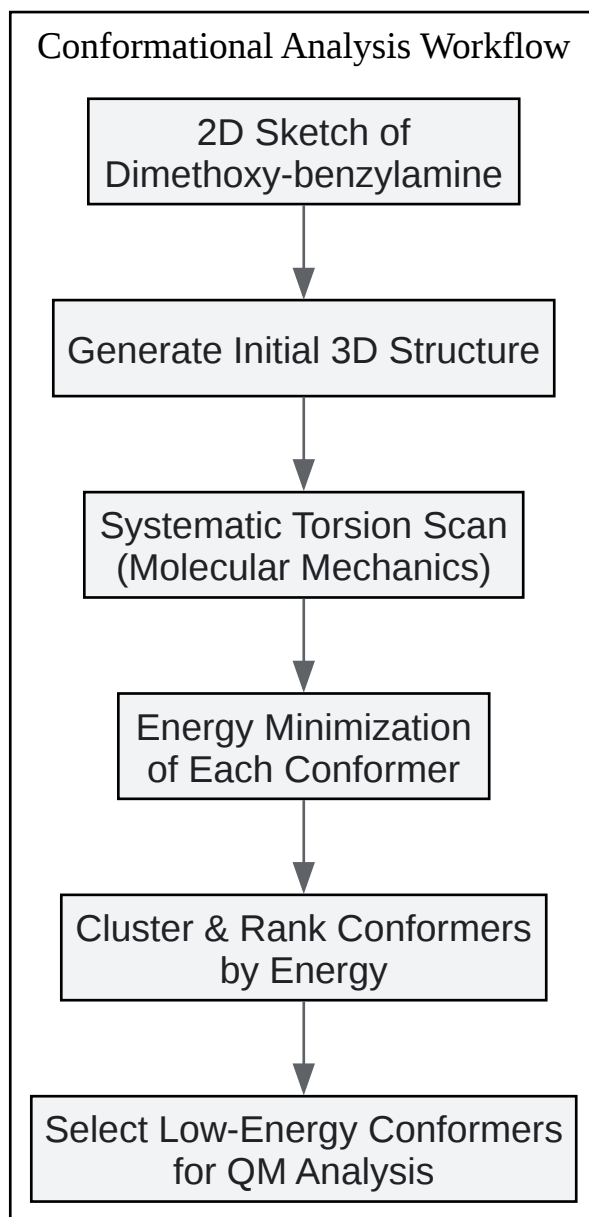 Conformational Analysis Workflow
2D Sketch of
Dimethoxy-benzylamine
Generate Initial 3D Structure
Systematic Torsion Scan
(Molecular Mechanics)
Energy Minimization
of Each Conformer
Cluster & Rank Conformers
by Energy
Select Low-Energy Conformers
for QM Analysis